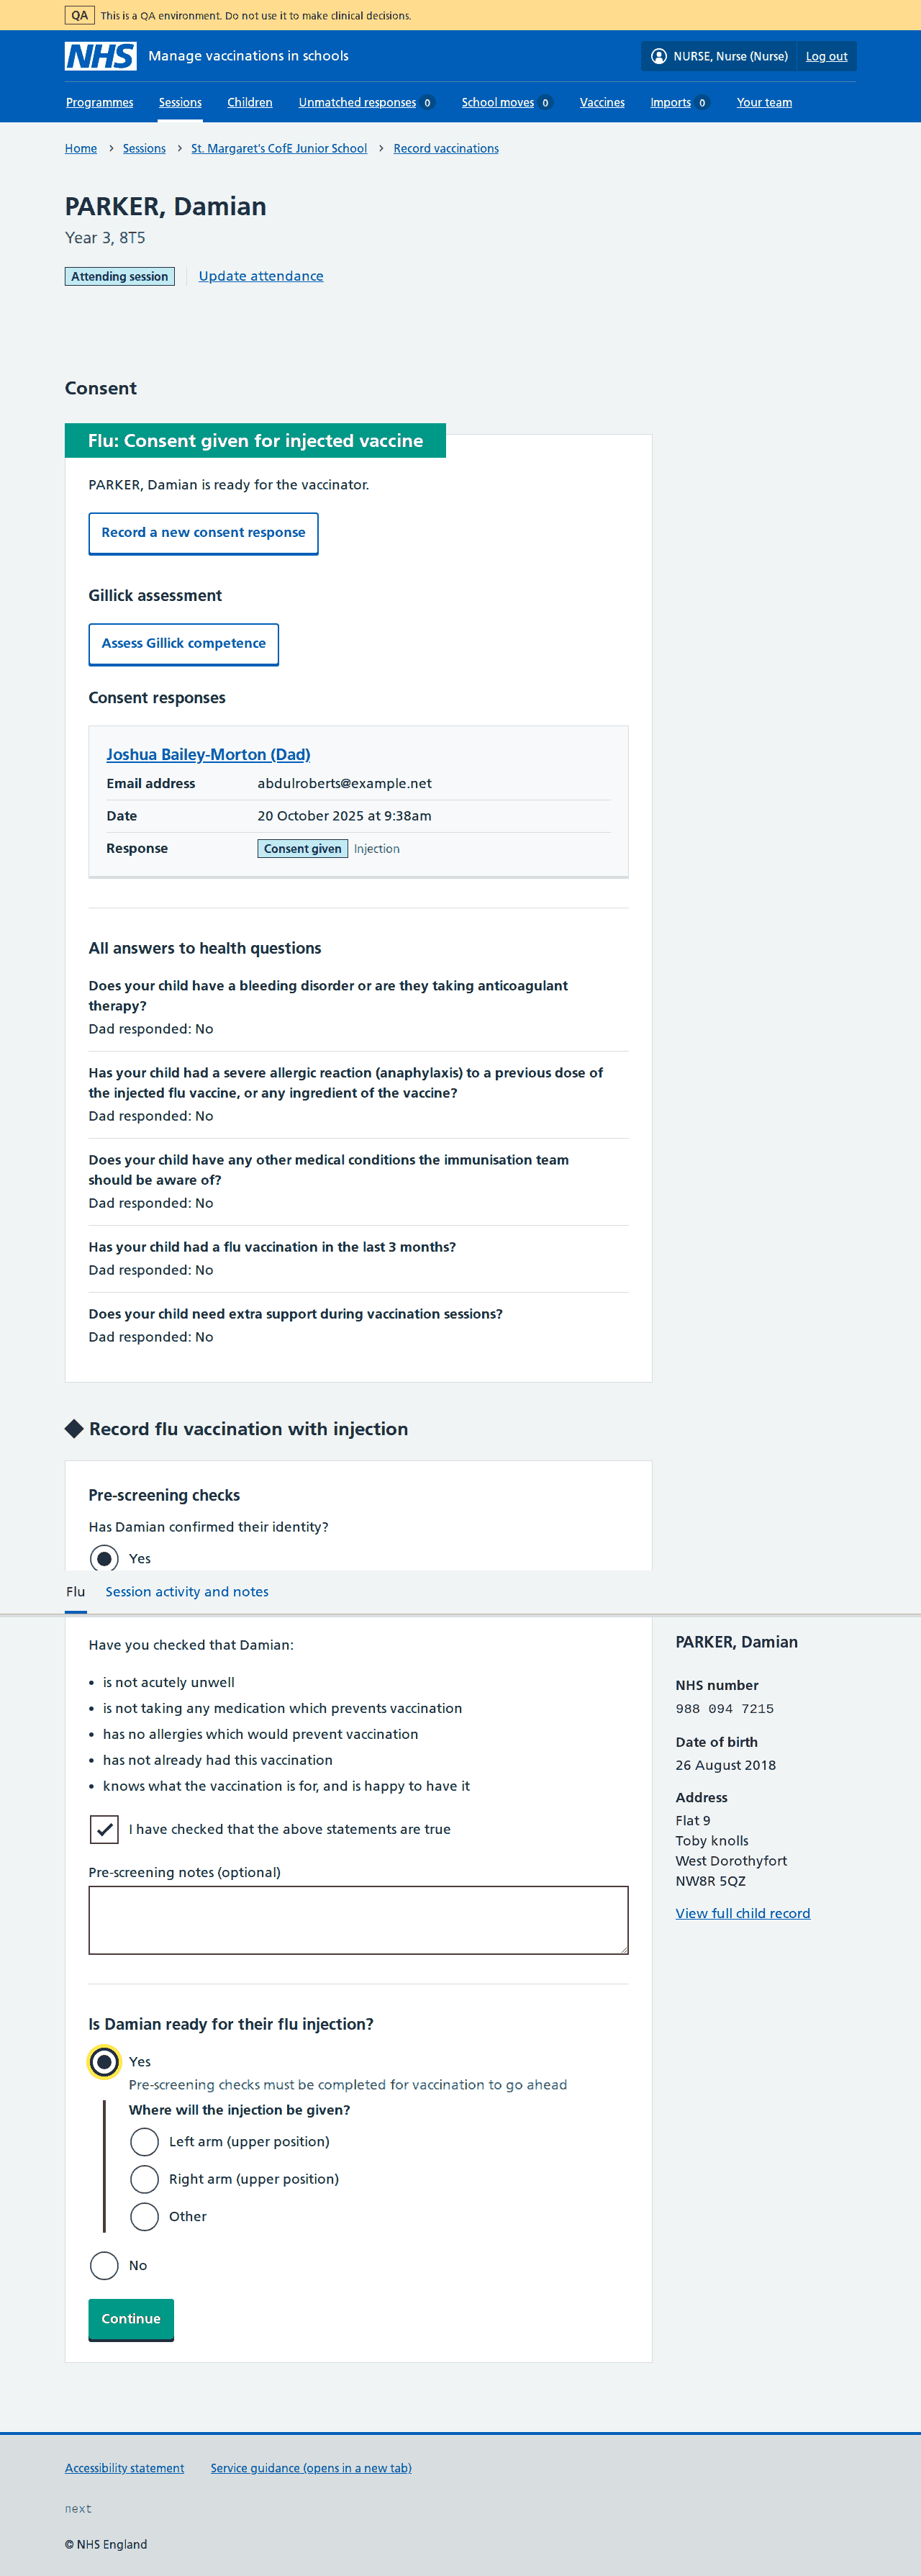 QA This is a QA environment. Do not use it to make clinical decisions.
NHS Manage vaccinations in schools
NURSE, Nurse (Nurse) Log out
Programmes Sessions Children Unmatched responses 0 School moves 0 Vaccines Imports 0 Your team
Home Sessions St. Margaret's CofE Junior School Record vaccinations
PARKER, Damian
Year 3, 8T5
Attending session Update attendance
Consent
Flu: Consent given for injected vaccine
PARKER, Damian is ready for the vaccinator.
Record a new consent response
Gillick assessment
Assess Gillick competence
Consent responses
Joshua Bailey-Morton (Dad)
Email address abdulroberts@example.net
Date 20 October 2025 at 9:38am
Response Consent given Injection
All answers to health questions
Does your child have a bleeding disorder or are they taking anticoagulant
therapy?
Dad responded: No
Has your child had a severe allergic reaction (anaphylaxis) to a previous dose of
the injected flu vaccine, or any ingredient of the vaccine?
Dad responded: No
Does your child have any other medical conditions the immunisation team
should be aware of?
Dad responded: No
Has your child had a flu vaccination in the last 3 months?
Dad responded: No
Does your child need extra support during vaccination sessions?
Dad responded: No
Record flu vaccination with injection
Pre-screening checks
Has Damian confirmed their identity?
Yes
Flu Session activity and notes
Have you checked that Damian:
• is not acutely unwell
• is not taking any medication which prevents vaccination
• has no allergies which would prevent vaccination
• has not already had this vaccination
• knows what the vaccination is for, and is happy to have it
I have checked that the above statements are true
Pre-screening notes (optional)
Is Damian ready for their flu injection?
Yes
Pre-screening checks must be completed for vaccination to go ahead
Where will the injection be given?
Left arm (upper position)
Right arm (upper position)
Other
No
Continue
PARKER, Damian
NHS number
988 094 7215
Date of birth
26 August 2018
Address
Flat 9
Toby knolls
West Dorothyfort
NW8R 5QZ
View full child record
Accessibility statement Service guidance (opens in a new tab)
next
© NHS England